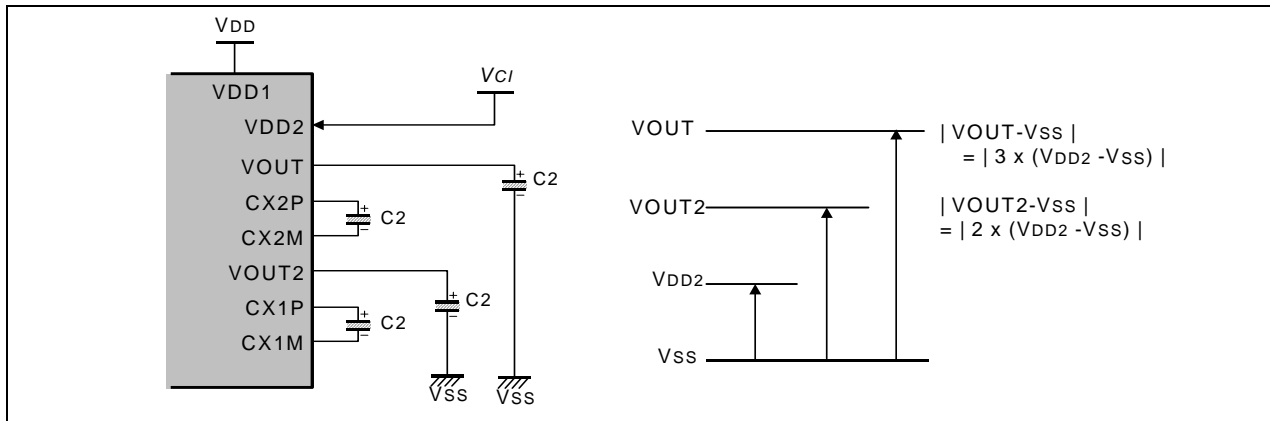 VDD
VDD1
VCI
VDD2
VOUT
+
–
C2
CX2P
+
–
C2
CX2M
VOUT2
+
–
C2
CX1P
+
–
C2
CX1M
VSS
VSS
VOUT
| VOUT-VSS |
= | 3 x (VDD2 -VSS) |
VOUT2
| VOUT2-VSS |
= | 2 x (VDD2 -VSS) |
VDD2
VSS